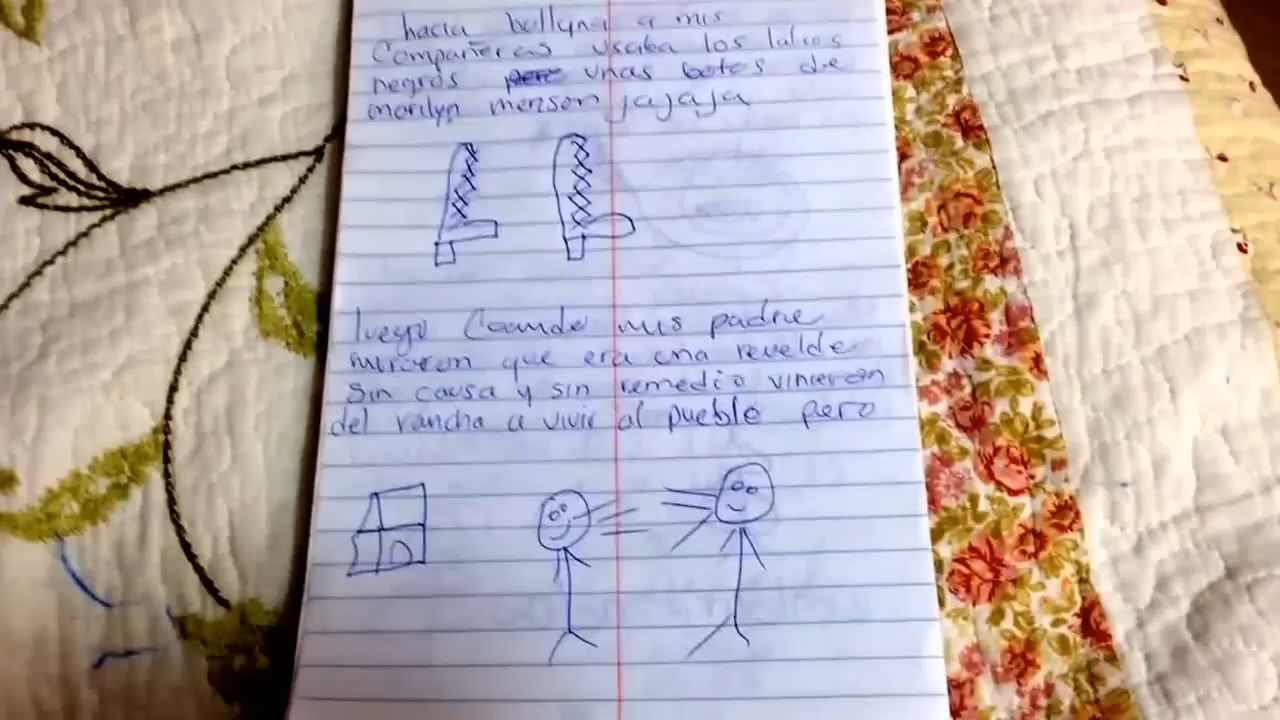 hacia bullyng a mis
Compañeras usaba los labios
negros pero unas botas de
marilyn menson jajaja
luego Cuando mis padre
miraron que era una revelde
Sin causa y sin remedio vinieron
del rancho a vivir al pueblo pero